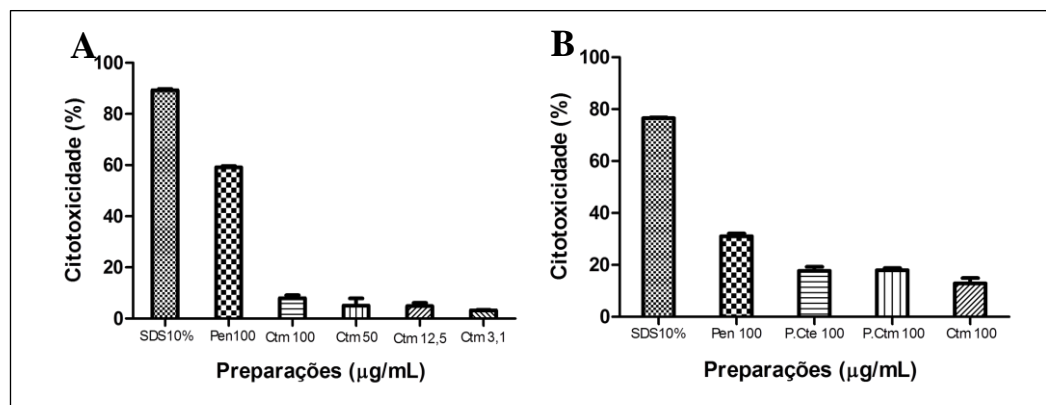 A
Citotoxicidade (%)
100
80
60
40
20
0
SDS10% Pen100 Ctm 100 Ctm 50 Ctm 12,5 Ctm 3,1
Preparações (µg/mL)
B
Citotoxicidade (%)
100
80
60
40
20
0
SDS10% Pen 100 P.Cte 100 P.Ctm 100 Ctm 100
Preparações (µg/mL)